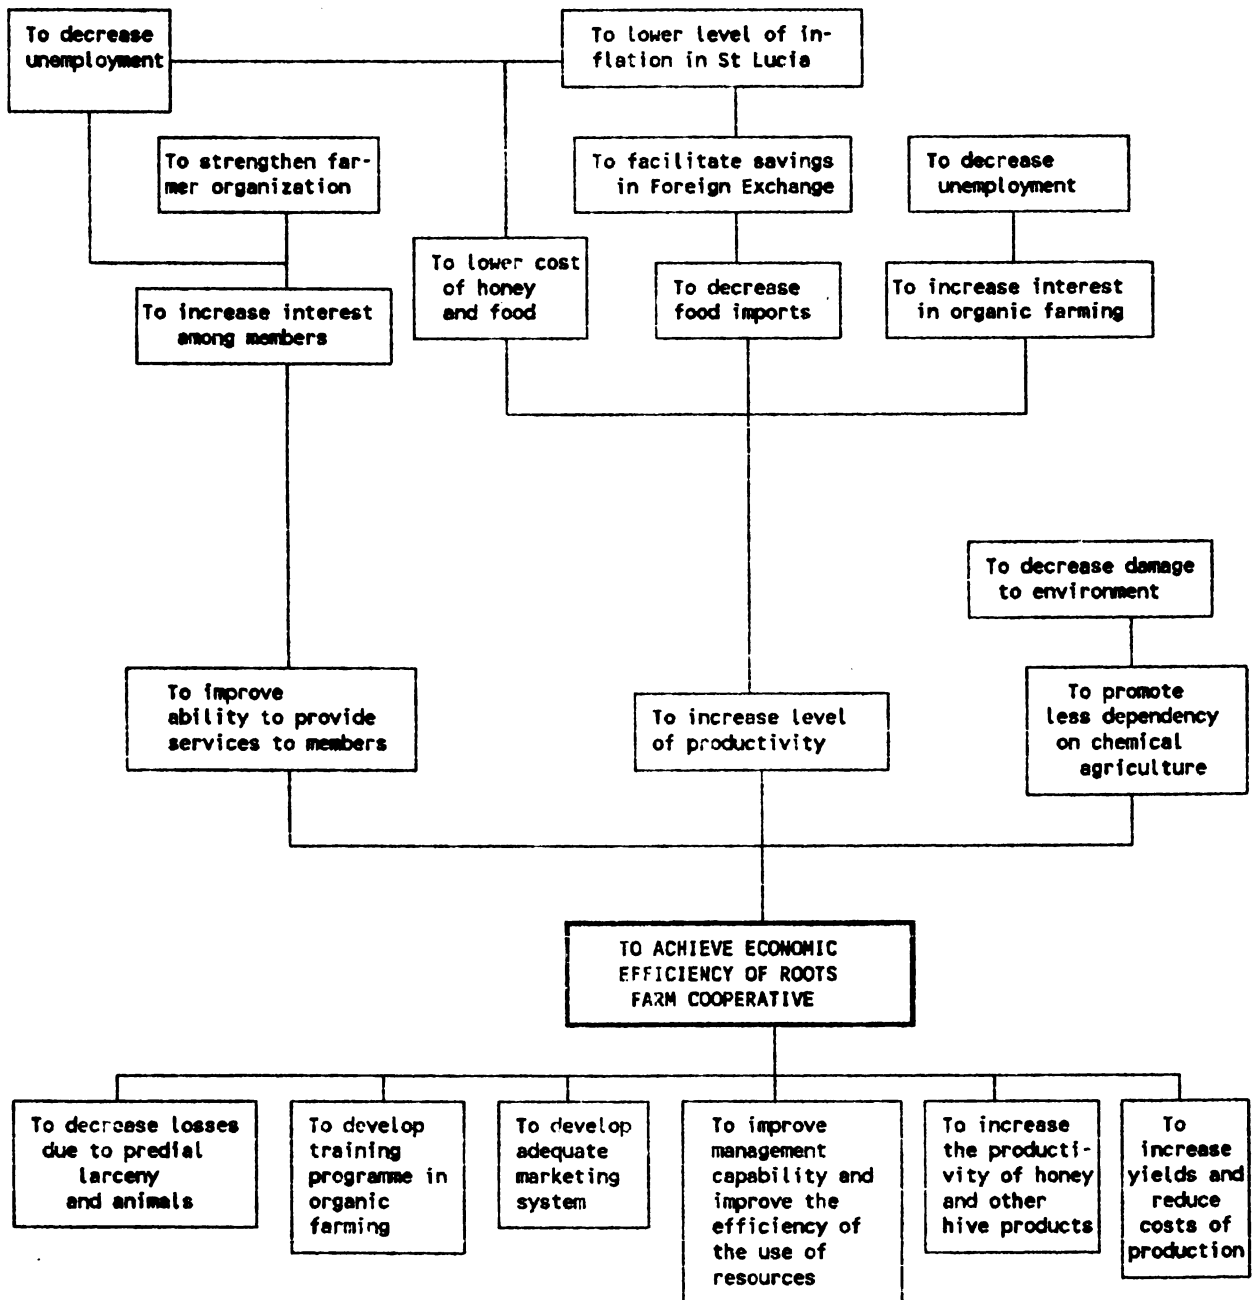 To decrease
unemployment
To lower level of in-
flation in St Lucia
To strengthen far-
mer organization
To facilitate savings
in Foreign Exchange
To decrease
unemployment
To lower cost
of honey
and food
To decrease
food imports
To increase interest
in organic farming
To increase interest
among members
To decrease damage
to environment
To improve
ability to provide
services to members
To increase level
of productivity
To promote
less dependency
on chemical
agriculture
TO ACHIEVE ECONOMIC
EFFICIENCY OF ROOTS
FARM COOPERATIVE
To decrease losses
due to predial
larceny
and animals
To develop
training
programme in
organic
farming
To develop
adequate
marketing
system
To improve
management
capability and
improve the
efficiency of
the use of
resources
To increase
the producti-
vity of honey
and other
hive products
To
increase
yields and
reduce
costs of
production